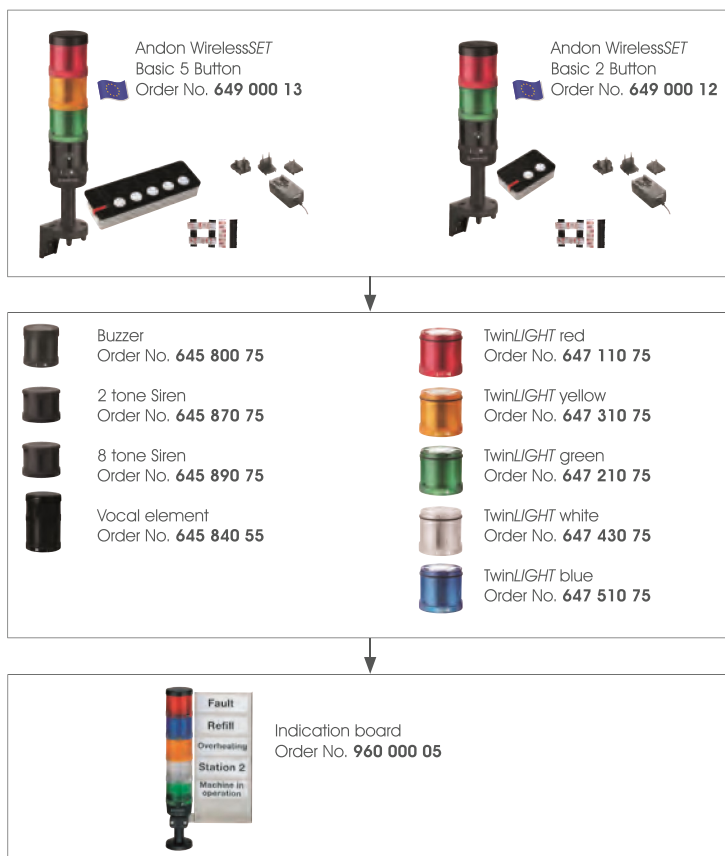 Andon WirelessSET
Basic 5 Button
Order No. 649 000 13
Andon WirelessSET
Basic 2 Button
Order No. 649 000 12
Buzzer
Order No. 645 800 75
2 tone Siren
Order No. 645 870 75
8 tone Siren
Order No. 645 890 75
Vocal element
Order No. 645 840 55
TwinLIGHT red
Order No. 647 110 75
TwinLIGHT yellow
Order No. 647 310 75
TwinLIGHT green
Order No. 647 210 75
TwinLIGHT white
Order No. 647 430 75
TwinLIGHT blue
Order No. 647 510 75
Fault
Refill
Overheating
Station 2
Machine in
operation
Indication board
Order No. 960 000 05